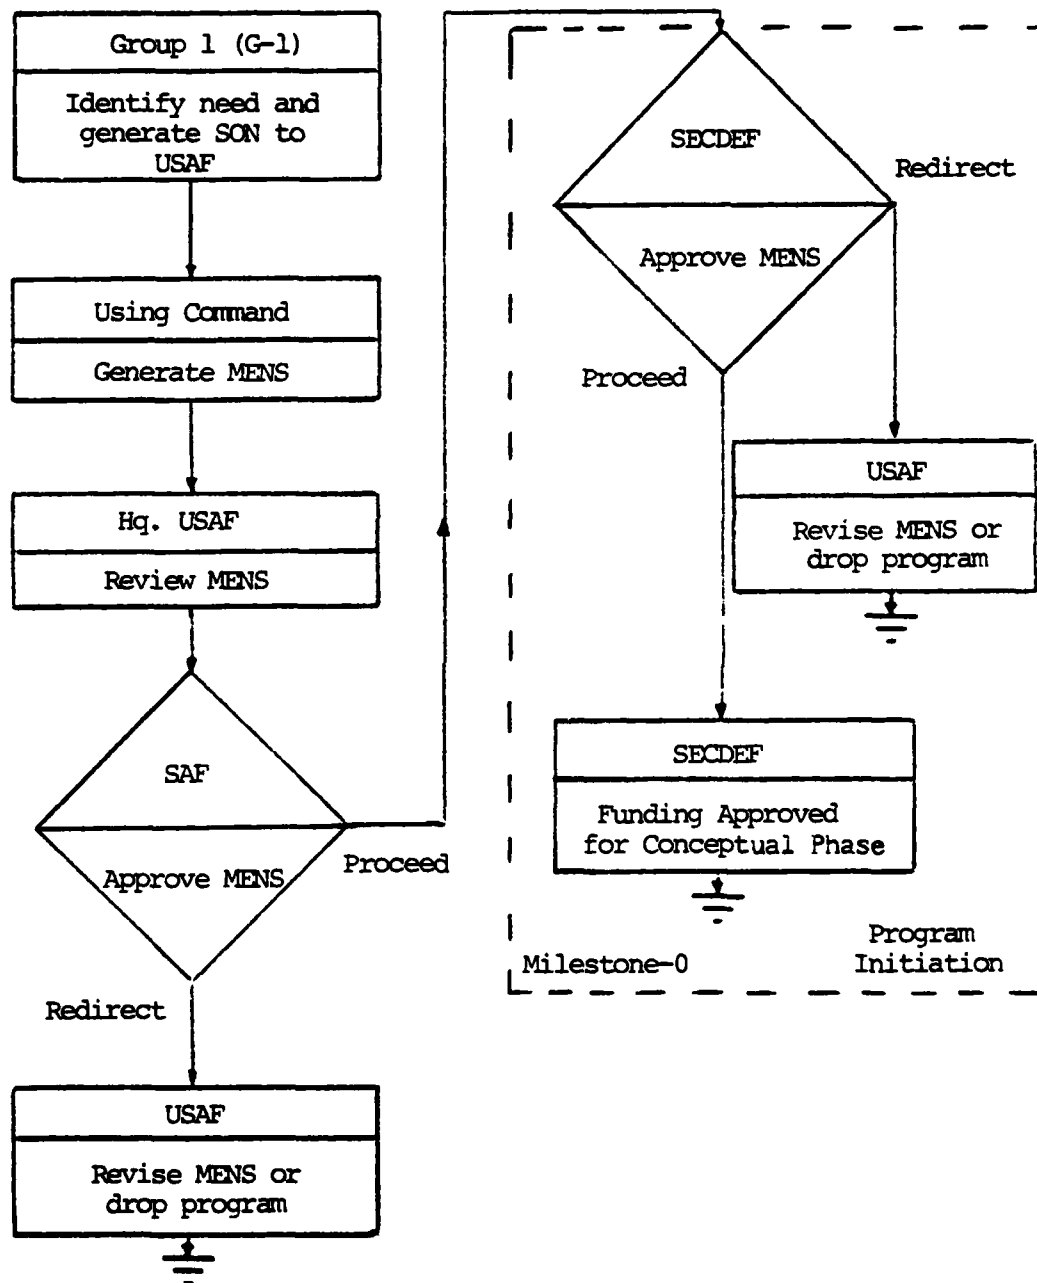 Group 1 (G-1)
Identify need and
generate SON to
USAF
Using Command
Generate MENS
Hq. USAF
Review MENS
SAF
Approve MENS
Proceed
Redirect
USAF
Revise MENS or
drop program
SECDEF
Redirect
Approve MENS
Proceed
USAF
Revise MENS or
drop program
SECDEF
Funding Approved
for Conceptual Phase
Milestone-0
Program
Initiation